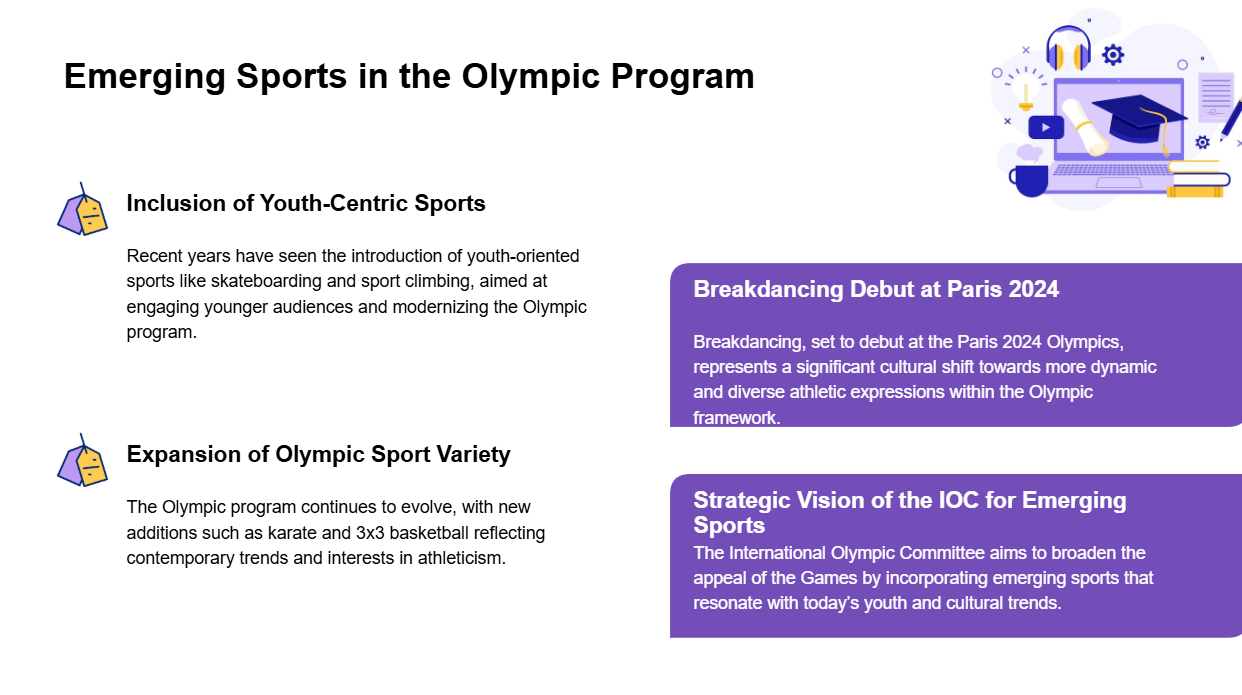 Emerging Sports in the Olympic Program
Inclusion of Youth-Centric Sports
Recent years have seen the introduction of youth-oriented
sports like skateboarding and sport climbing, aimed at
engaging younger audiences and modernizing the Olympic
program.
Expansion of Olympic Sport Variety
The Olympic program continues to evolve, with new
additions such as karate and 3x3 basketball reflecting
contemporary trends and interests in athleticism.
Breakdancing Debut at Paris 2024
Breakdancing, set to debut at the Paris 2024 Olympics,
represents a significant cultural shift towards more dynamic
and diverse athletic expressions within the Olympic
framework.
Strategic Vision of the IOC for Emerging
Sports
The International Olympic Committee aims to broaden the
appeal of the Games by incorporating emerging sports that
resonate with today’s youth and cultural trends.